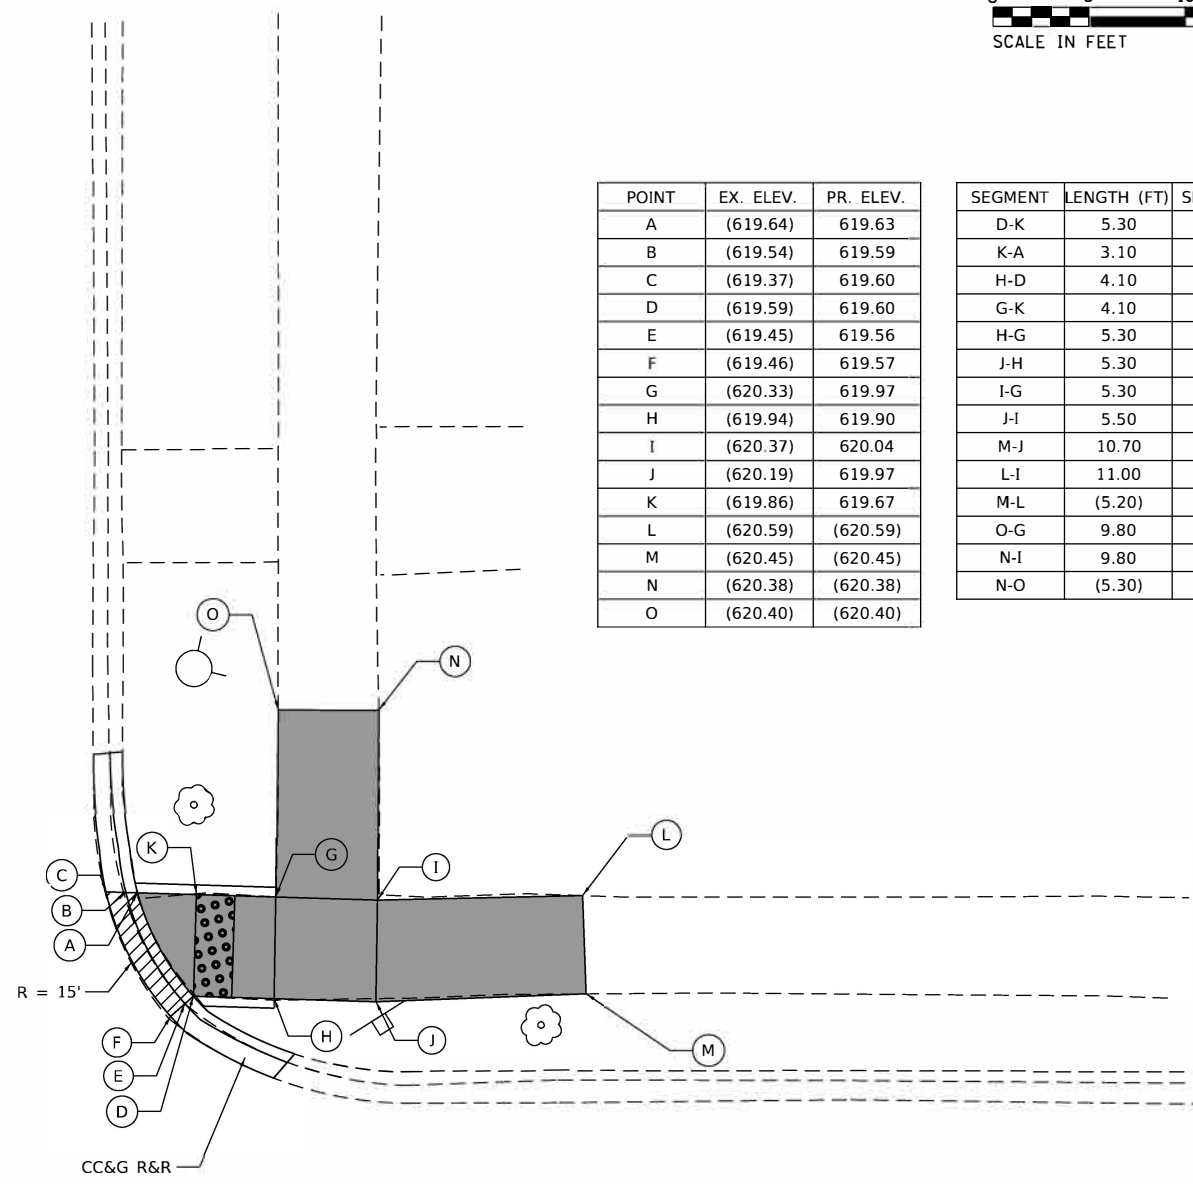 SCALE IN FEET
POINT EX. ELEV. PR. ELEV.
A (619.64) 619.63
B (619.54) 619.59
C (619.37) 619.60
D (619.59) 619.60
E (619.45) 619.56
F (619.46) 619.57
G (620.33) 619.97
H (619.94) 619.90
I (620.37) 620.04
J (620.19) 619.97
K (619.86) 619.67
L (620.59) (620.59)
M (620.45) (620.45)
N (620.38) (620.38)
O (620.40) (620.40)
SEGMENT LENGTH (FT)
D-K 5.30
K-A 3.10
H-D 4.10
G-K 4.10
H-G 5.30
J-H 5.30
I-G 5.30
J-I 5.50
M-J 10.70
L-I 11.00
M-L (5.20)
O-G 9.80
N-I 9.80
N-O (5.30)
O
N
L
K
G
I
C
B
A
R = 15'
F
H
J
M
E
D
CC&G R&R